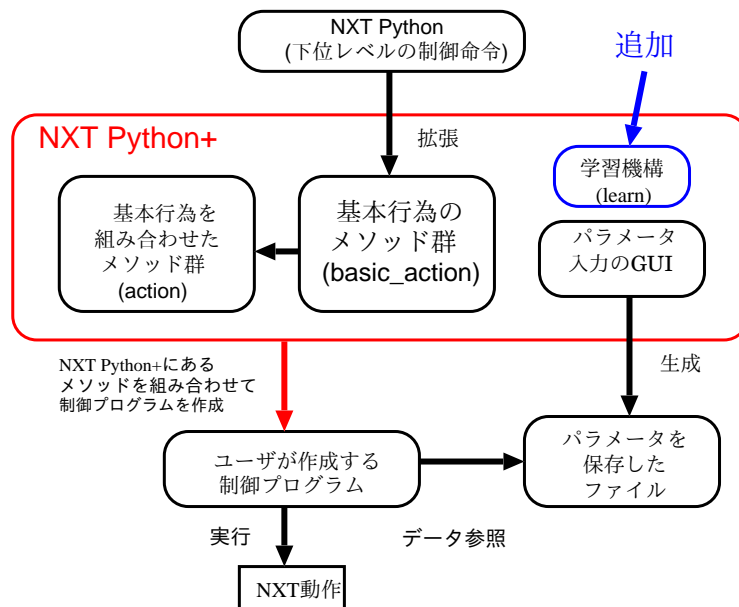 NXT Python
(下位レベルの制御命令)
追加
NXT Python+
拡張
学習機構
(learn)
基本行為を
組み合わせた
メソッド群
(action)
基本行為の
メソッド群
(basic_action)
パラメータ
入力のGUI
NXT Python+にある
メソッドを組み合わせて
制御プログラムを作成
生成
ユーザが作成する
制御プログラム
パラメータを
保存した
ファイル
実行
データ参照
NXT動作